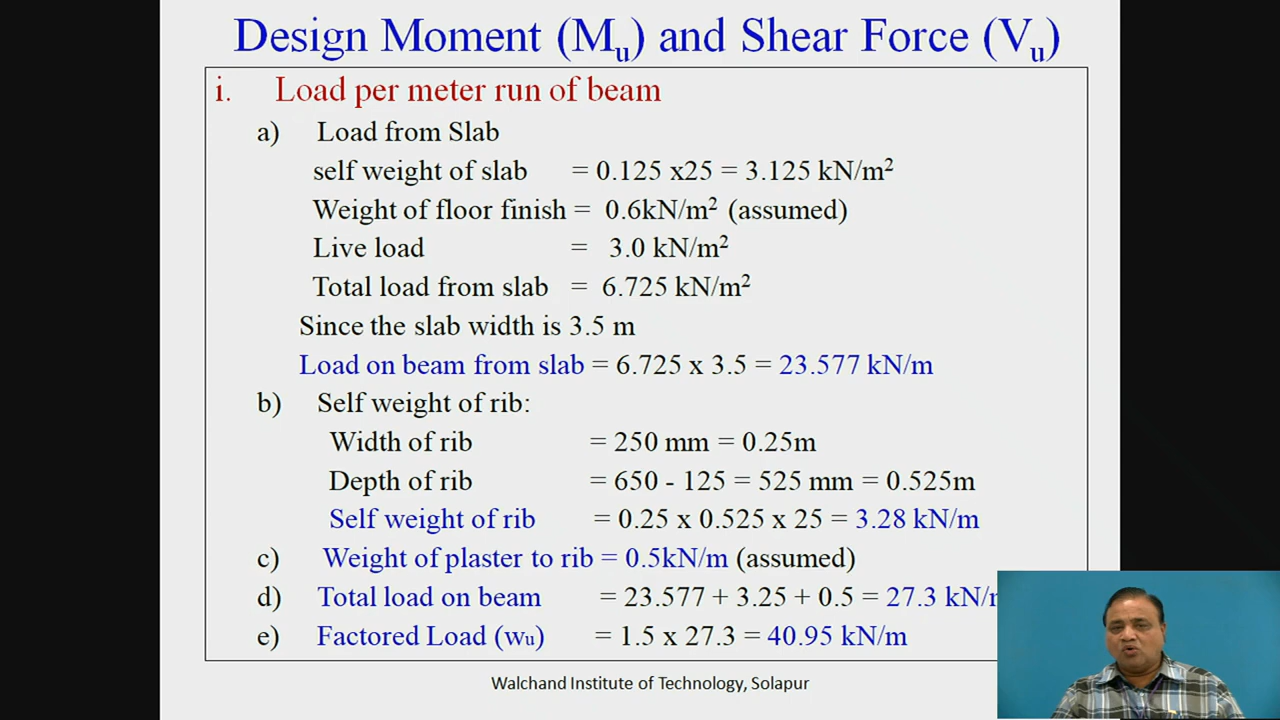 Design Moment (Mu) and Shear Force (Vu)
i. Load per meter run of beam
a) Load from Slab
self weight of slab = 0.125 x25 = 3.125 kN/m²
Weight of floor finish = 0.6kN/m² (assumed)
Live load = 3.0 kN/m²
Total load from slab = 6.725 kN/m²
Since the slab width is 3.5 m
Load on beam from slab = 6.725 x 3.5 = 23.577 kN/m
b) Self weight of rib:
Width of rib = 250 mm = 0.25m
Depth of rib = 650 - 125 = 525 mm = 0.525m
Self weight of rib = 0.25 x 0.525 x 25 = 3.28 kN/m
c) Weight of plaster to rib = 0.5kN/m (assumed)
d) Total load on beam = 23.577 + 3.25 + 0.5 = 27.3
e) Factored Load (wu) = 1.5 x 27.3 = 40.95 kN/m
Walchand Institute of Technology, Solapur